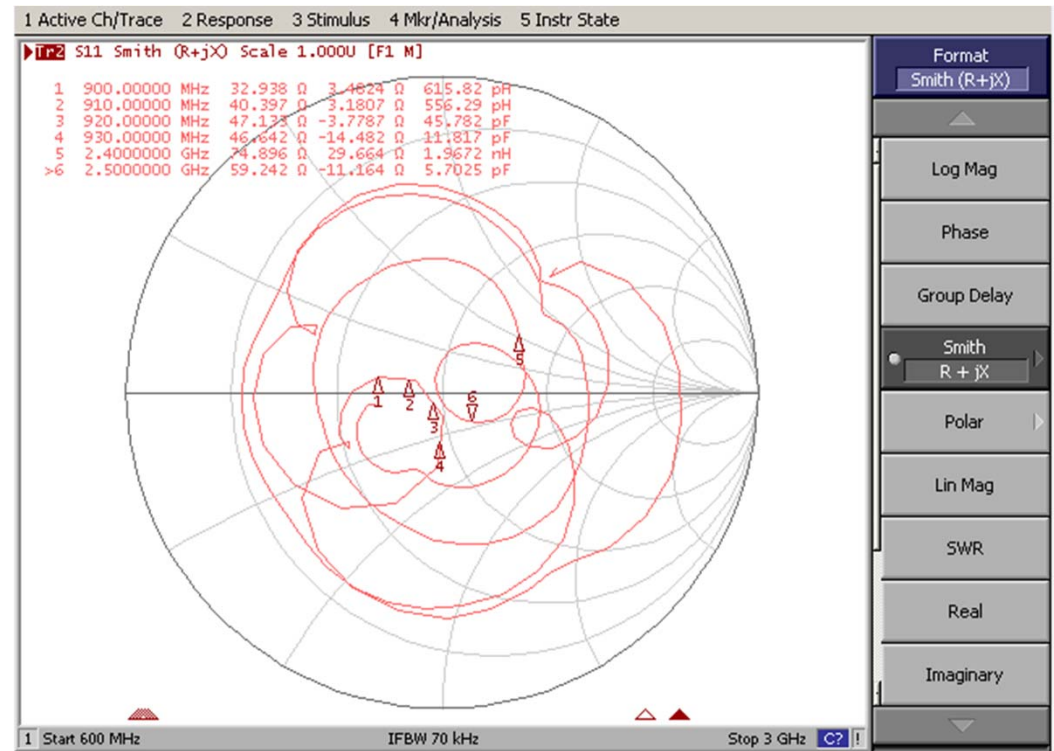 1 Active Ch/Trace 2 Response 3 Stimulus 4 Mkr/Analysis 5 Instr State
Tr2 S11 Smith (R+jX) Scale 1.000U [F1 M]
1 900.00000 MHz 32.938 Ω 3.4824 Ω 615.82 pH
2 910.00000 MHz 40.397 Ω 3.1807 Ω 556.29 pH
3 920.00000 MHz 47.133 Ω -3.7787 Ω 45.782 pF
4 930.00000 MHz 46.642 Ω -14.482 Ω 11.817 pF
5 2.4000000 GHz 74.896 Ω 29.664 Ω 1.9672 nH
>6 2.5000000 GHz 59.242 Ω -11.164 Ω 5.7025 pF
5
6
1
2
3
4
1 Start 600 MHz IFBW 70 kHz Stop 3 GHz C? !
Format
Smith (R+jX)
Log Mag
Phase
Group Delay
Smith
R + jX
Polar
Lin Mag
SWR
Real
Imaginary